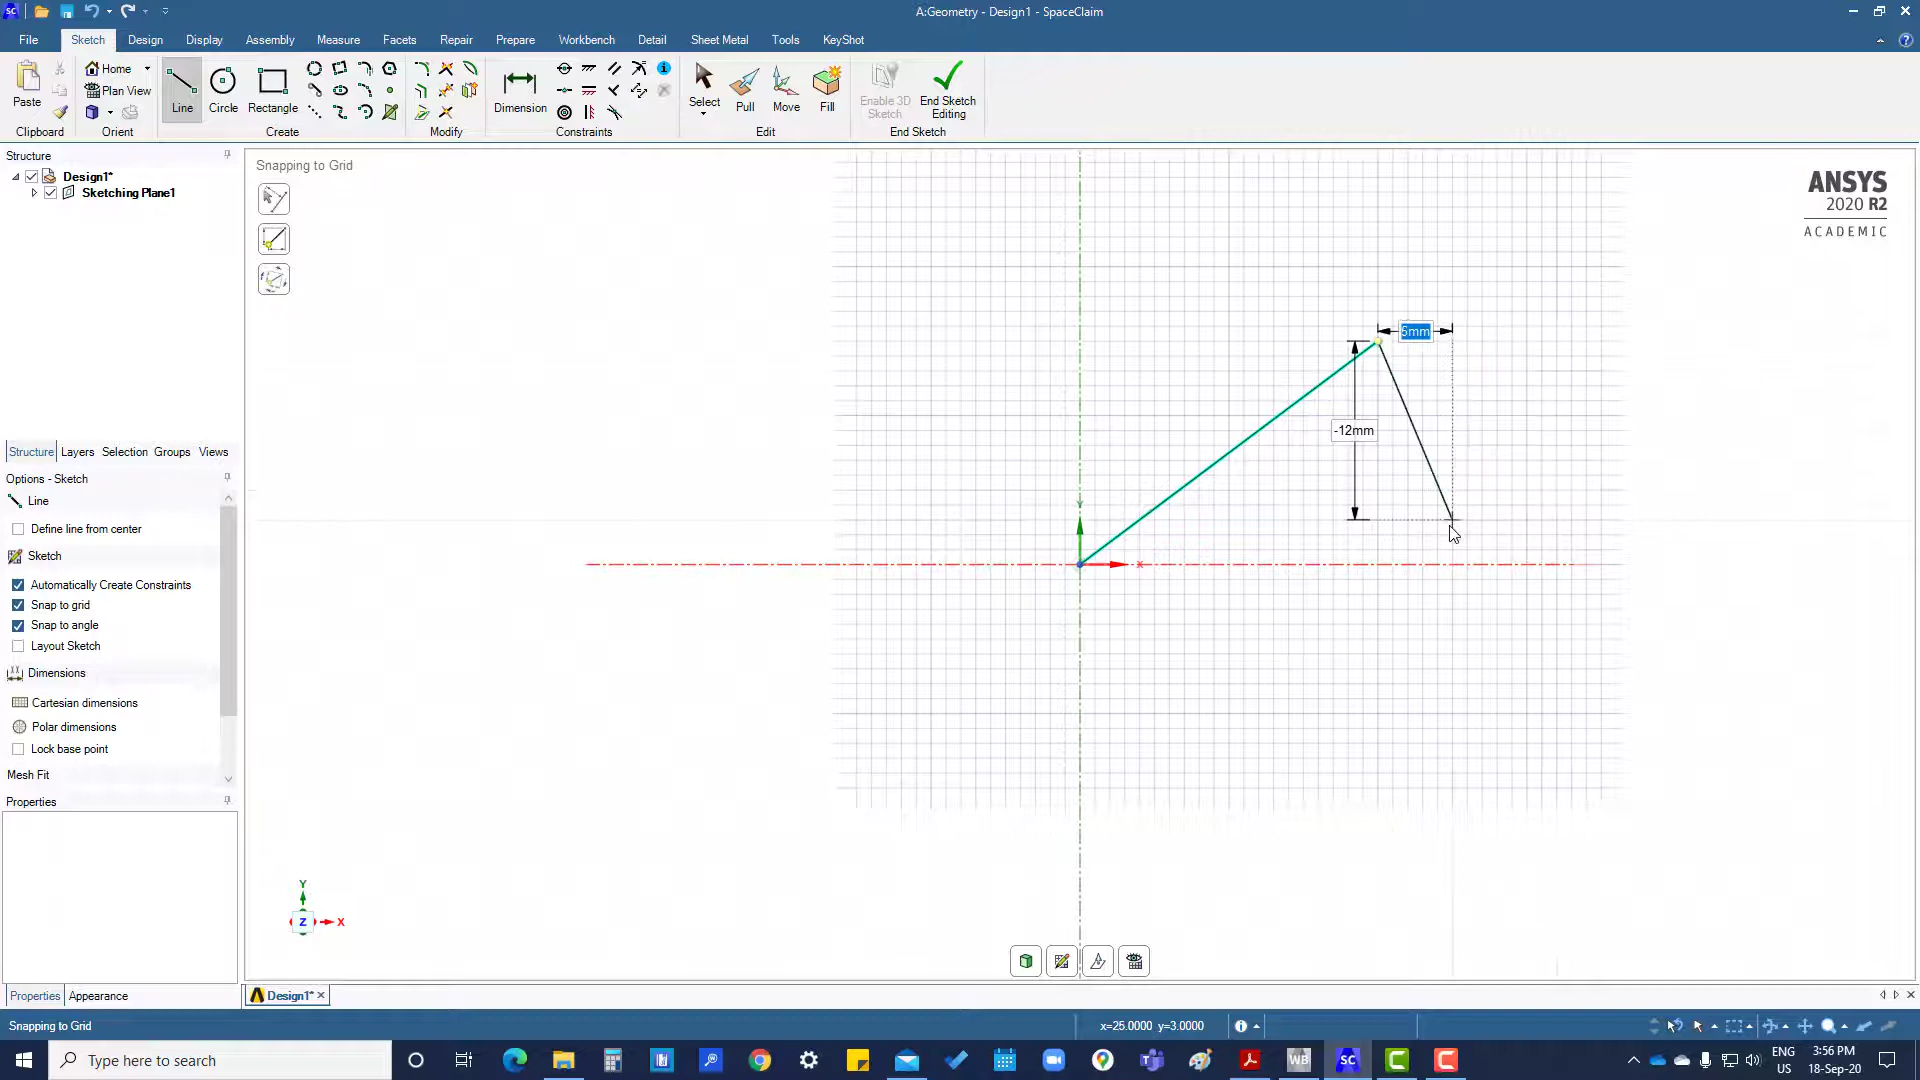 A:Geometry - Design1 - SpaceClaim
File Sketch Design Display Assembly Measure Facets Repair Prepare Workbench Detail Sheet Metal Tools KeyShot
Paste
Home
Plan View
Line Circle Rectangle
Dimension
Select Pull Move Fill
Enable 3D Sketch
End Sketch Editing
Clipboard Orient Create Modify Constraints Edit End Sketch
Structure
Design1*
Sketching Plane1
Snapping to Grid
ANSYS
2020 R2
ACADEMIC
5mm
-12mm
Y
X
Structure Layers Selection Groups Views
Options - Sketch
Line
Define line from center
Sketch
Automatically Create Constraints
Snap to grid
Snap to angle
Layout Sketch
Dimensions
Cartesian dimensions
Polar dimensions
Lock base point
Mesh Fit
Properties
Y
Z
X
Properties Appearance
Design1*
Snapping to Grid
x=25.0000 y=3.0000
Type here to search
WB
SC
ENG
US
3:56 PM
18-Sep-20